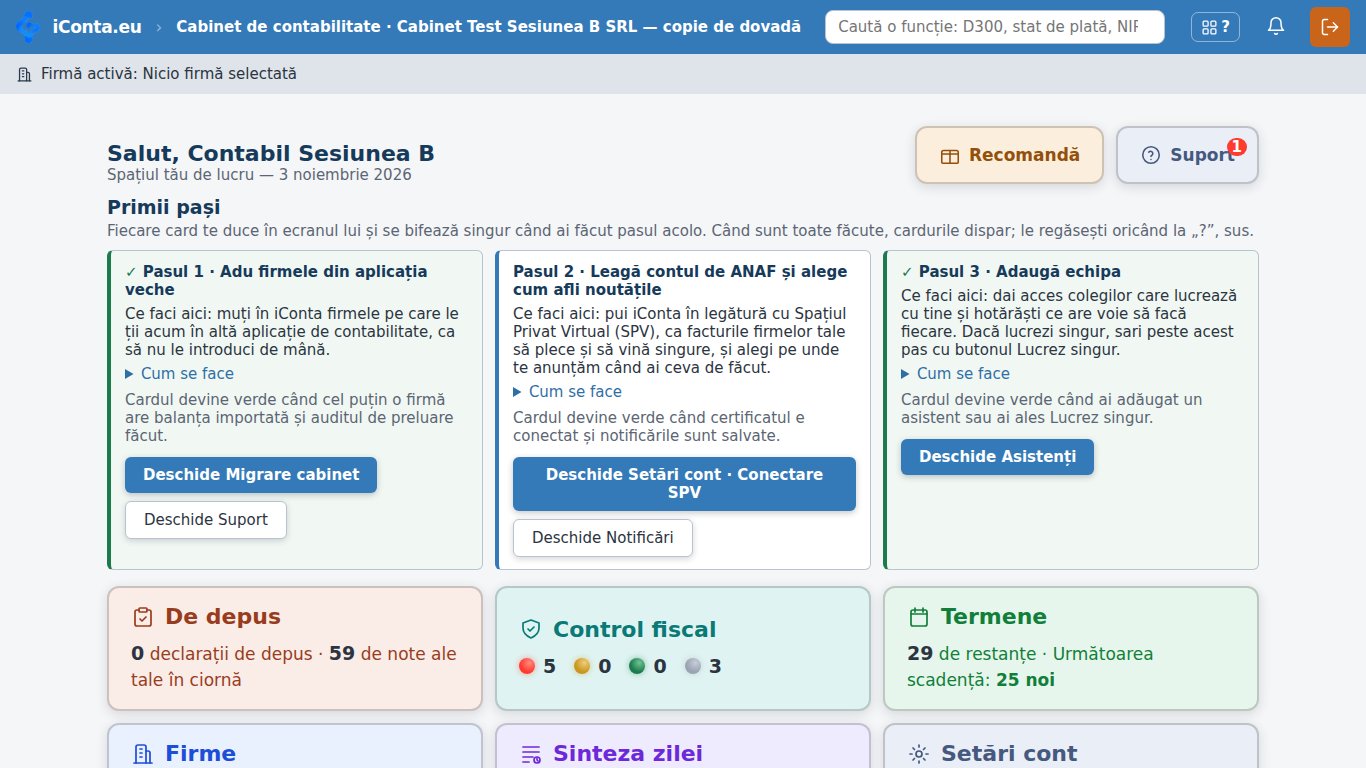 iConta.eu › Cabinet de contabilitate · Cabinet Test Sesiunea B SRL — copie de dovadă
Caută o funcție: D300, stat de plată, NIF
?
Firmă activă: Nicio firmă selectată
Salut, Contabil Sesiunea B
Spațiul tău de lucru — 3 noiembrie 2026
Recomandă
Suport
1
Primii pași
Fiecare card te duce în ecranul lui și se bifează singur când ai făcut pasul acolo. Când sunt toate făcute, cardurile dispar; le regăsești oricând la „?”, sus.
✓ Pasul 1 · Adu firmele din aplicația
veche
Ce faci aici: muți în iConta firmele pe care le
ții acum în altă aplicație de contabilitate, ca
să nu le introduci de mână.
Cum se face
Cardul devine verde când cel puțin o firmă
are balanța importată și auditul de preluare
făcut.
Deschide Migrare cabinet
Deschide Suport
Pasul 2 · Leagă contul de ANAF și alege
cum afli noutățile
Ce faci aici: pui iConta în legătură cu Spațiul
Privat Virtual (SPV), ca facturile firmelor tale
să plece și să vină singure, și alegi pe unde
te anunțăm când ai ceva de făcut.
Cum se face
Cardul devine verde când certificatul e
conectat și notificările sunt salvate.
Deschide Setări cont · Conectare
SPV
Deschide Notificări
✓ Pasul 3 · Adaugă echipa
Ce faci aici: dai acces colegilor care lucrează
cu tine și hotărăști ce are voie să facă
fiecare. Dacă lucrezi singur, sari peste acest
pas cu butonul Lucrez singur.
Cum se face
Cardul devine verde când ai adăugat un
asistent sau ai ales Lucrez singur.
Deschide Asistenți
De depus
0 declarații de depus · 59 de note ale
tale în ciornă
Control fiscal
5 0 0 3
Termene
29 de restanțe · Următoarea
scadență: 25 noi
Firme
Sinteza zilei
Setări cont